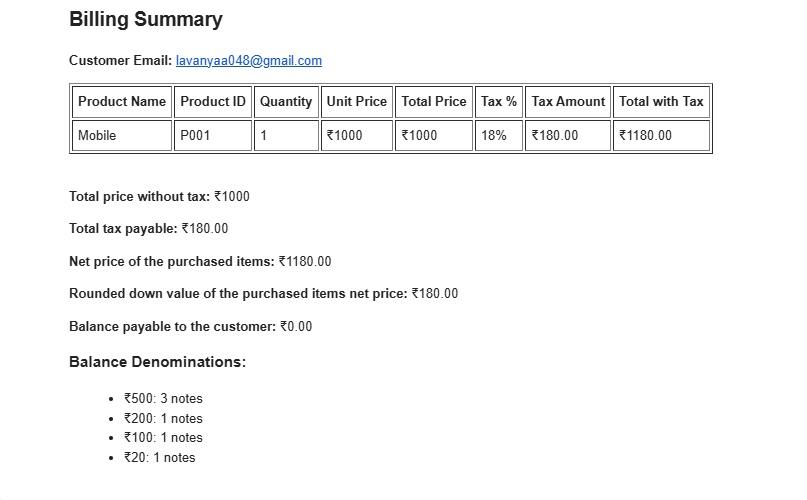 Billing Summary
Customer Email: lavanyaa048@gmail.com
Product Name Product ID Quantity Unit Price Total Price Tax % Tax Amount Total with Tax
Mobile P001 1 ₹1000 ₹1000 18% ₹180.00 ₹1180.00
Total price without tax: ₹1000
Total tax payable: ₹180.00
Net price of the purchased items: ₹1180.00
Rounded down value of the purchased items net price: ₹180.00
Balance payable to the customer: ₹0.00
Balance Denominations:
• ₹500: 3 notes
• ₹200: 1 notes
• ₹100: 1 notes
• ₹20: 1 notes